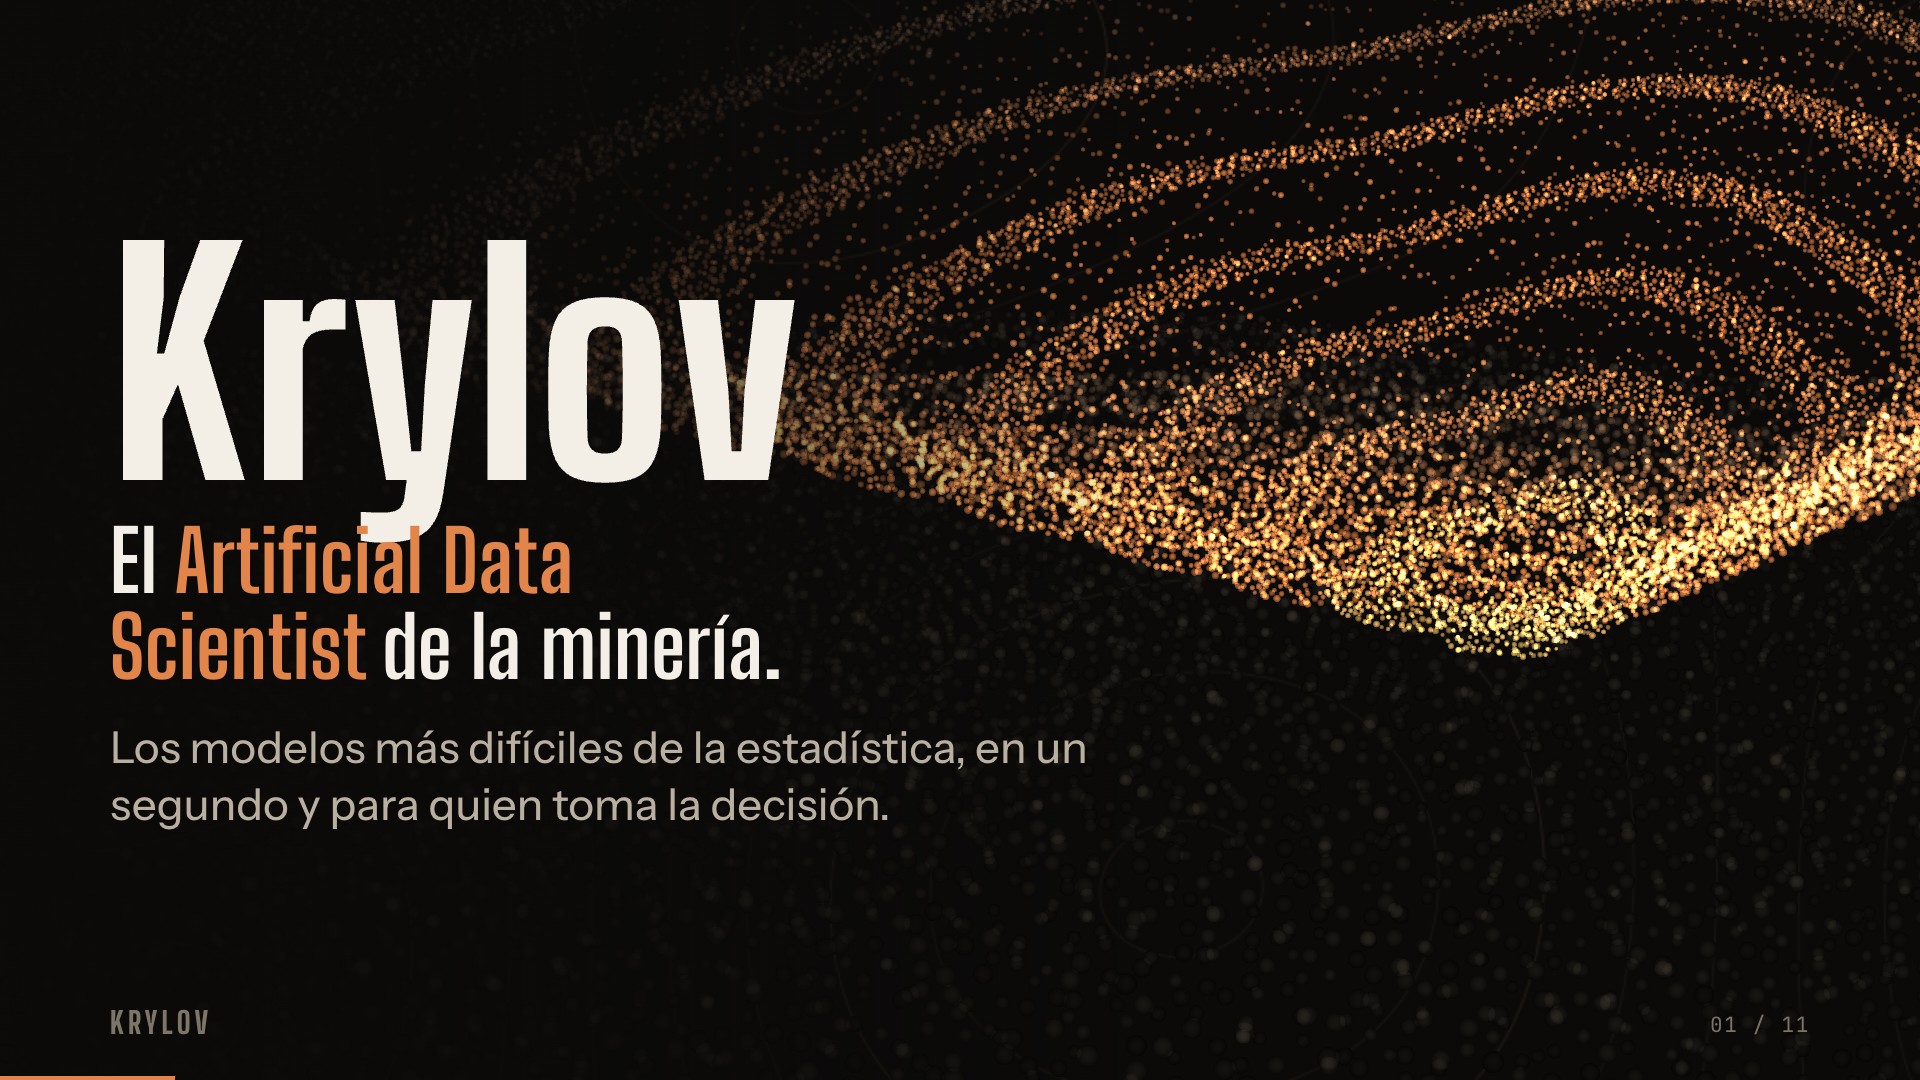 Krylov
El Artificial Data
Scientist de la minería.
Los modelos más difíciles de la estadística, en un
segundo y para quien toma la decisión.
KRYLOV
01 / 11